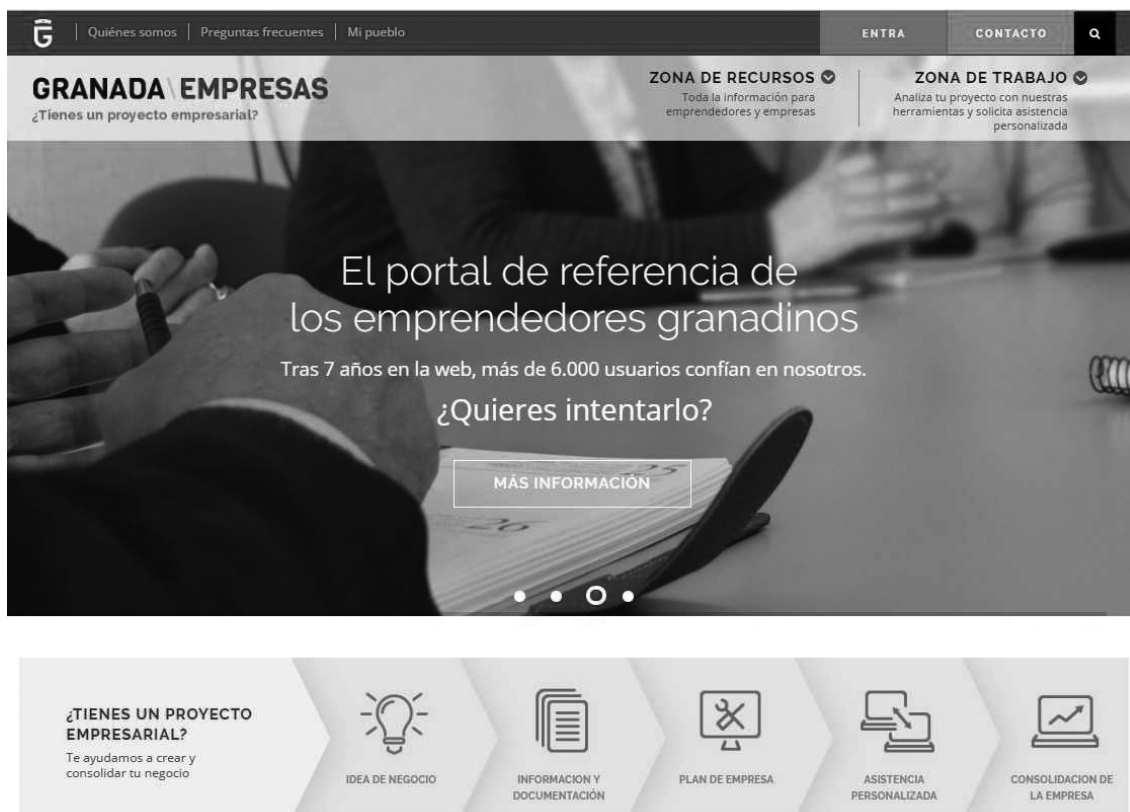 G
Quiénes somos | Preguntas frecuentes | Mi pueblo
ENTRA
CONTACTO
GRANADA\EMPRESAS
¿Tienes un proyecto empresarial?
ZONA DE RECURSOS
Toda la información para
emprendedores y empresas
ZONA DE TRABAJO
Analiza tu proyecto con nuestras
herramientas y solicita asistencia
personalizada
El portal de referencia de
los emprendedores granadinos
Tras 7 años en la web, más de 6.000 usuarios confían en nosotros.
¿Quieres intentarlo?
MÁS INFORMACIÓN
25
26
¿TIENES UN PROYECTO
EMPRESARIAL?
Te ayudamos a crear y
consolidar tu negocio
IDEA DE NEGOCIO
INFORMACION Y
DOCUMENTACIÓN
PLAN DE EMPRESA
ASISTENCIA
PERSONALIZADA
CONSOLIDACION DE
LA EMPRESA